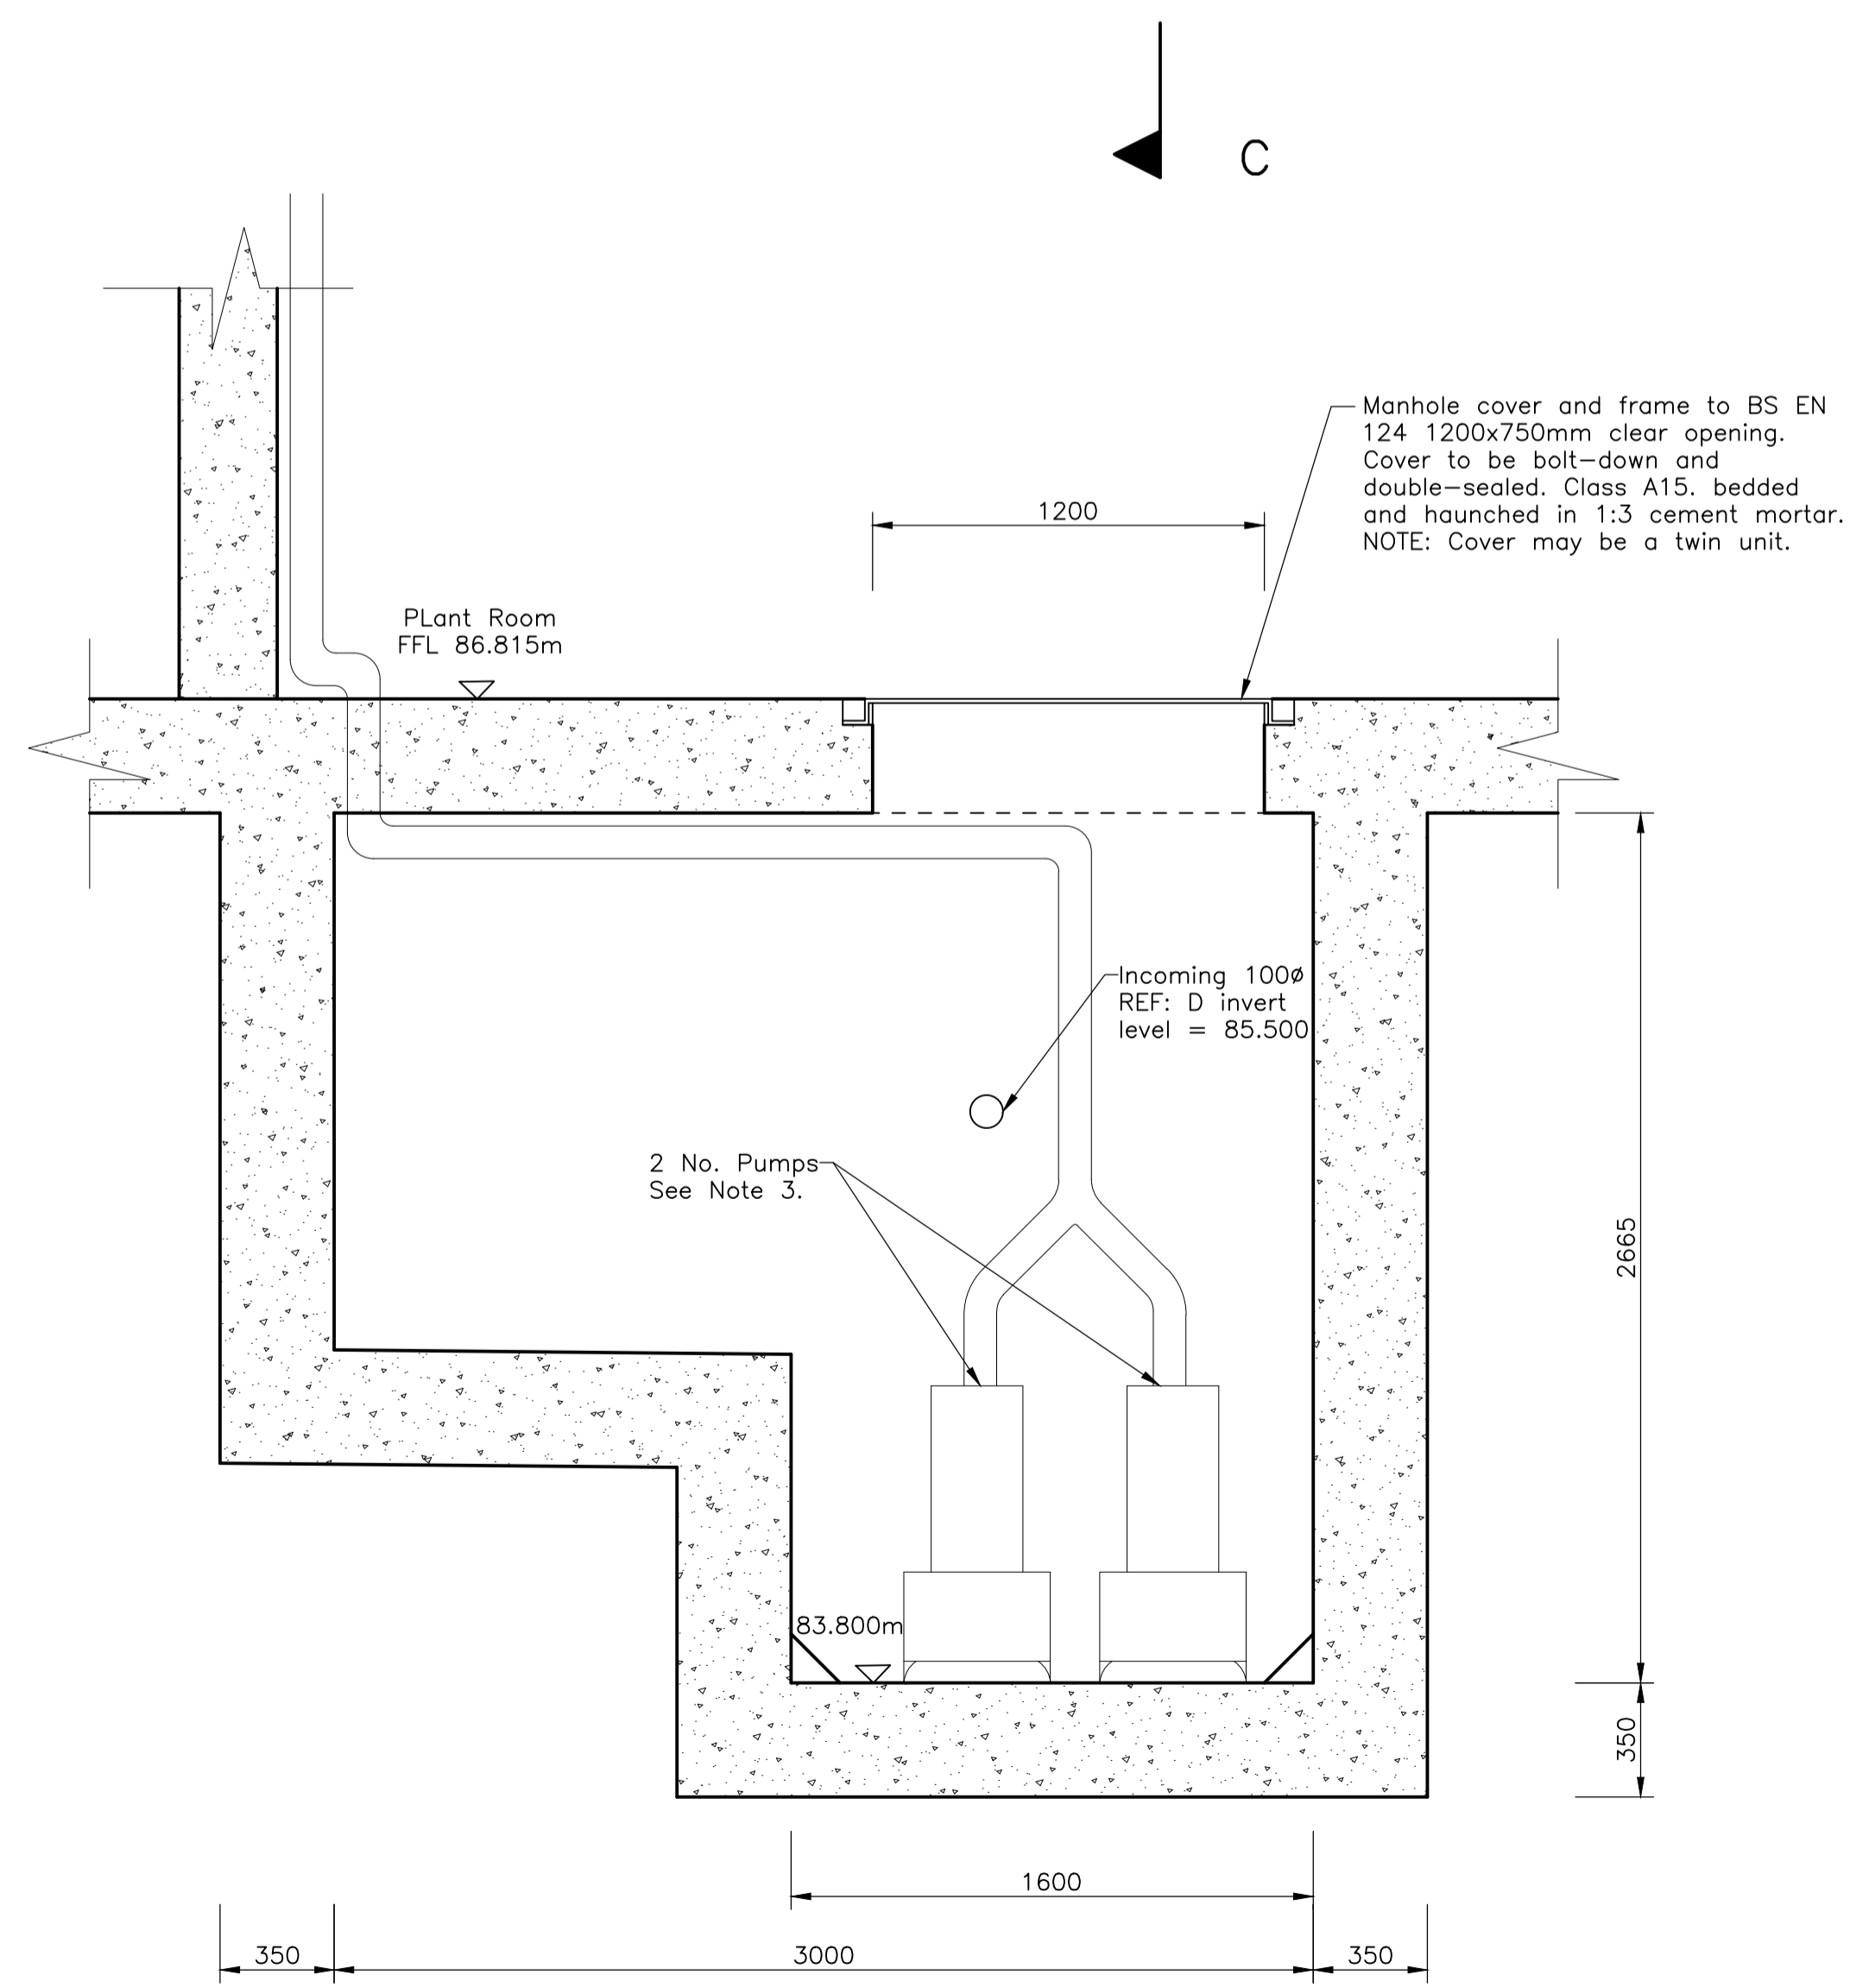 C
Manhole cover and frame to BS EN
124 1200x750mm clear opening.
Cover to be bolt-down and
double-sealed. Class A15. bedded
and haunched in 1:3 cement mortar.
NOTE: Cover may be a twin unit.
1200
PLant Room
FFL 86.815m
Incoming 100ø
REF: D invert
level = 85.500
2 No. Pumps
See Note 3.
2665
83.800m
350
1600
350
3000
350